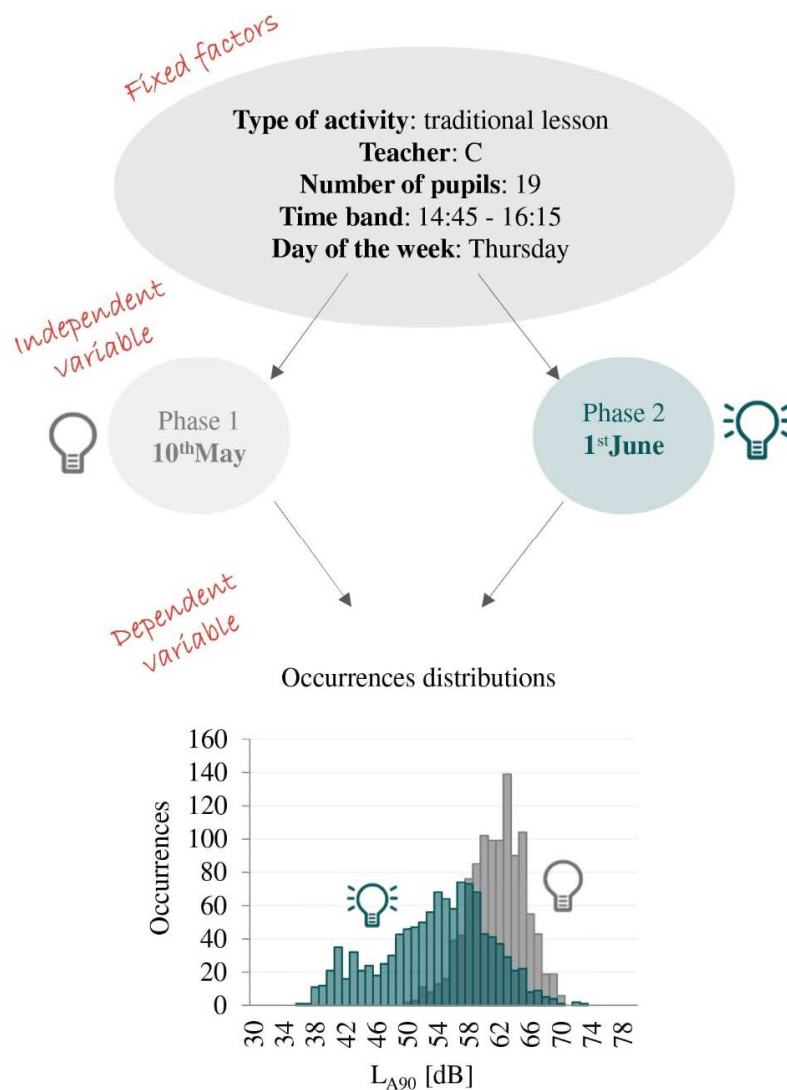 Fixed factors
Type of activity: traditional lesson
Teacher: C
Number of pupils: 19
Time band: 14:45 - 16:15
Day of the week: Thursday
Independent
variable
Phase 1
10thMay
Phase 2
1stJune
Dependent
variable
Occurrences distributions
Occurrences
160
140
120
100
80
60
40
20
0
30 34 38 42 46 50 54 58 62 66 70 74 78
LA90 [dB]